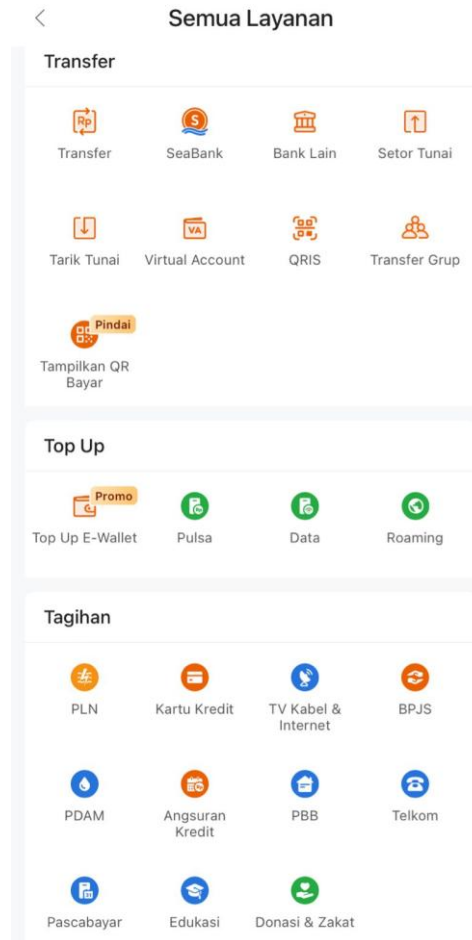 Semua Layanan
Transfer
Transfer
SeaBank
Bank Lain
Setor Tunai
Tarik Tunai
Virtual Account
QRIS
Transfer Grup
Pindai
Tampilkan QR
Bayar
Top Up
Promo
Top Up E-Wallet
Pulsa
Data
Roaming
Tagihan
PLN
Kartu Kredit
TV Kabel &
Internet
BPJS
PDAM
Angsuran
Kredit
PBB
Telkom
Pascabayar
Edukasi
Donasi & Zakat